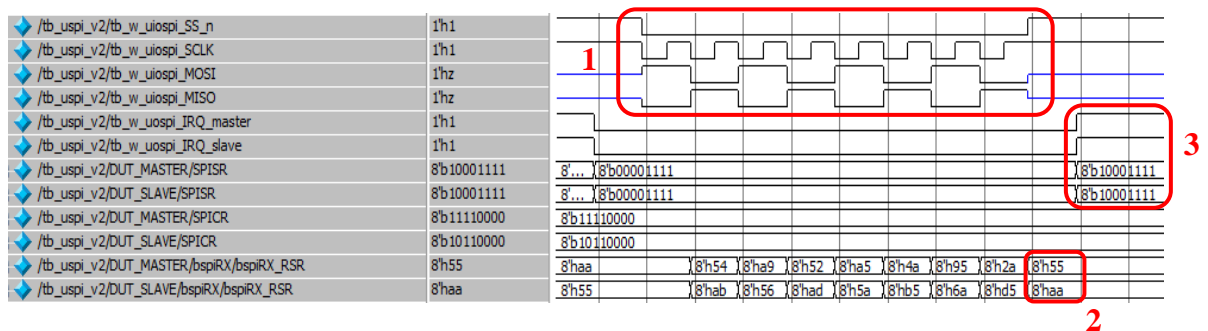 /tb_uspi_v2/tb_w_uiospi_SS_n 1'h1
/tb_uspi_v2/tb_w_uiospi_SCLK 1'h1
1
/tb_uspi_v2/tb_w_uiospi_MOSI 1'hz
/tb_uspi_v2/tb_w_uiospi_MISO 1'hz
/tb_uspi_v2/tb_w_uospi_IRQ_master 1'h1
/tb_uspi_v2/tb_w_uospi_IRQ_slave 1'h1
3
/tb_uspi_v2/DUT_MASTER/SPISR 8'b10001111 8'... 8'b00001111 8'b10001111
/tb_uspi_v2/DUT_SLAVE/SPISR 8'b10001111 8'... 8'b00001111 8'b10001111
/tb_uspi_v2/DUT_MASTER/SPICR 8'b11110000 8'b11110000
/tb_uspi_v2/DUT_SLAVE/SPICR 8'b10110000 8'b10110000
/tb_uspi_v2/DUT_MASTER/bspiRX/bspiRX_RSR 8'h55 8'haa 8'h54 8'ha9 8'h52 8'ha5 8'h4a 8'h95 8'h2a 8'h55
/tb_uspi_v2/DUT_SLAVE/bspiRX/bspiRX_RSR 8'haa 8'h55 8'hab 8'h56 8'had 8'h5a 8'hb5 8'h6a 8'hd5 8'haa
2